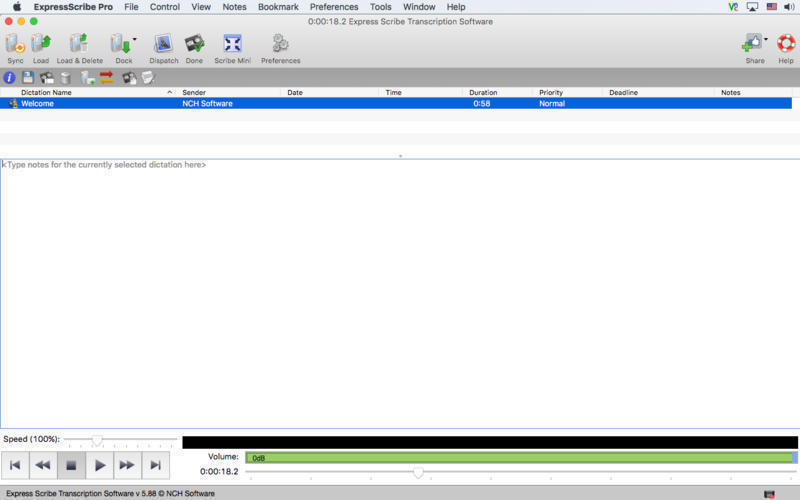 ExpressScribe Pro File Control View Notes Bookmark Preferences Tools Window Help
0:00:18.2 Express Scribe Transcription Software
Sync Load Load & Delete Dock Dispatch Done Scribe Mini Preferences Share Help
Dictation Name Sender Date Time Duration Priority Deadline Notes
Welcome NCH Software 0:58 Normal
<Type notes for the currently selected dictation here>
Speed (100%):
Volume: 0dB
0:00:18.2
Express Scribe Transcription Software v 5.88 © NCH Software